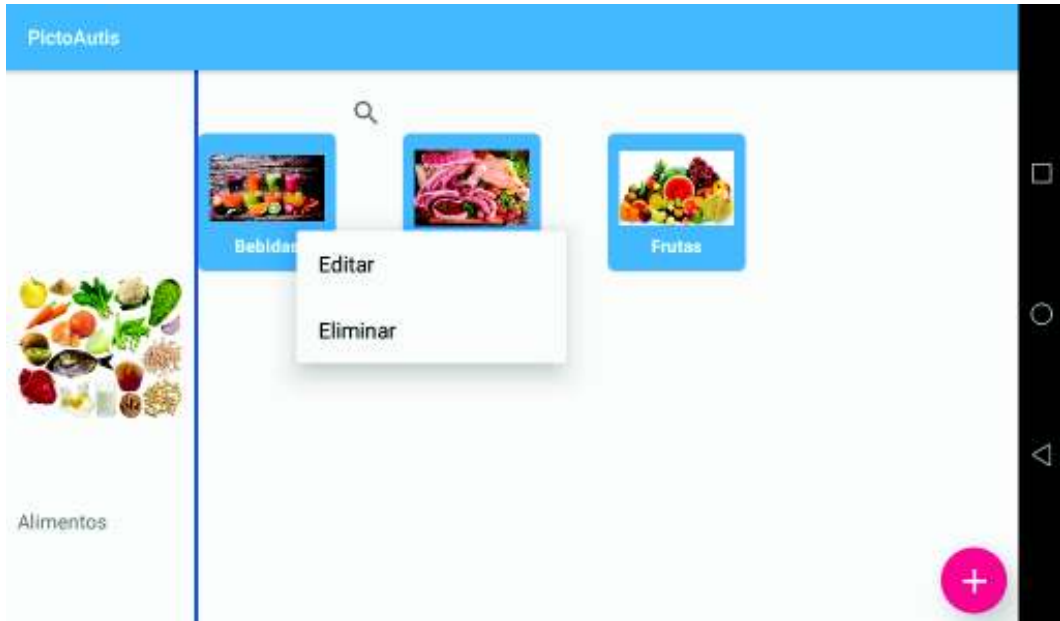 PictoAutis
Bebidas
Frutas
Editar
Eliminar
Alimentos